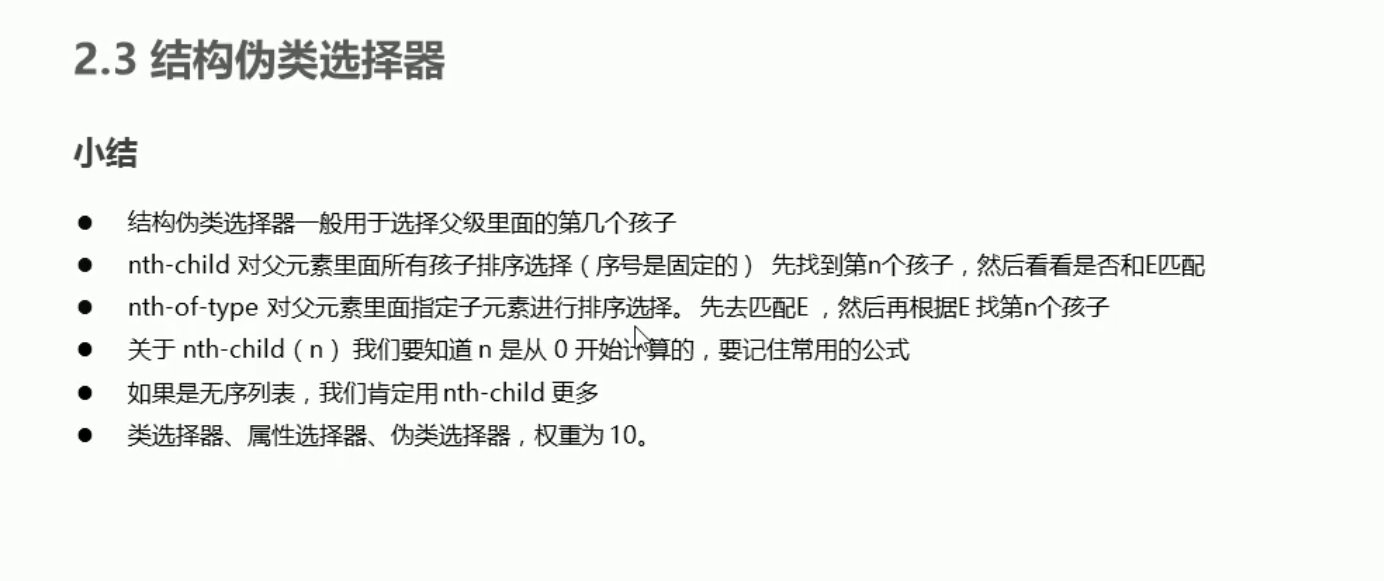 2.3 结构伪类选择器
小结
● 结构伪类选择器一般用于选择父级里面的第几个孩子
● nth-child 对父元素里面所有孩子排序选择（序号是固定的） 先找到第n个孩子，然后看看是否和E匹配
● nth-of-type 对父元素里面指定子元素进行排序选择。 先去匹配E ，然后再根据E 找第n个孩子
● 关于 nth-child（n） 我们要知道 n 是从 0 开始计算的，要记住常用的公式
● 如果是无序列表，我们肯定用 nth-child 更多
● 类选择器、属性选择器、伪类选择器，权重为 10。